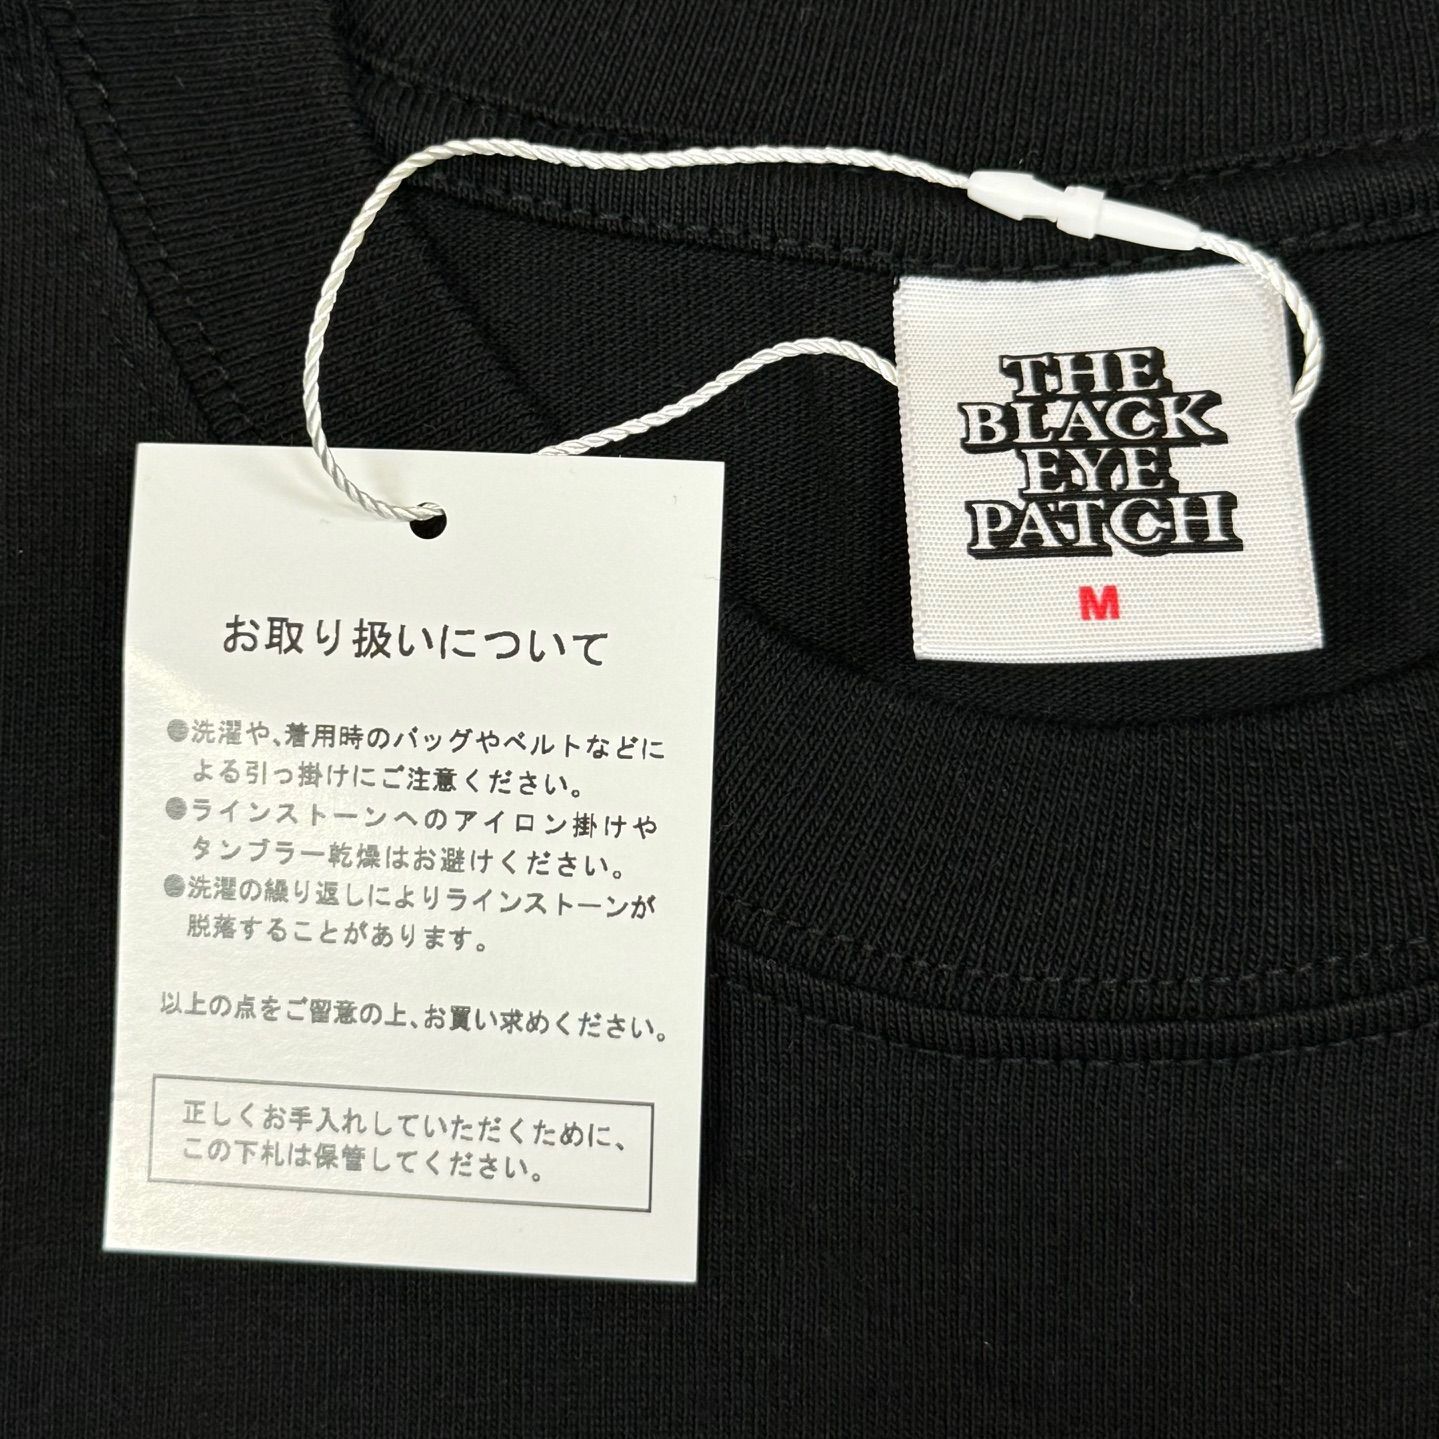 THE
BLACK
EYE
PATCH
M
お取り扱いについて
●洗濯や、着用時のバッグやベルトなどに
よる引っ掛けにご注意ください。
●ラインストーンへのアイロン掛けや
タンブラー乾燥はお避けください。
●洗濯の繰り返しによりラインストーンが
脱落することがあります。
以上の点をご留意の上、お買い求めください。
正しくお手入れしていただくために、
この下札は保管してください。